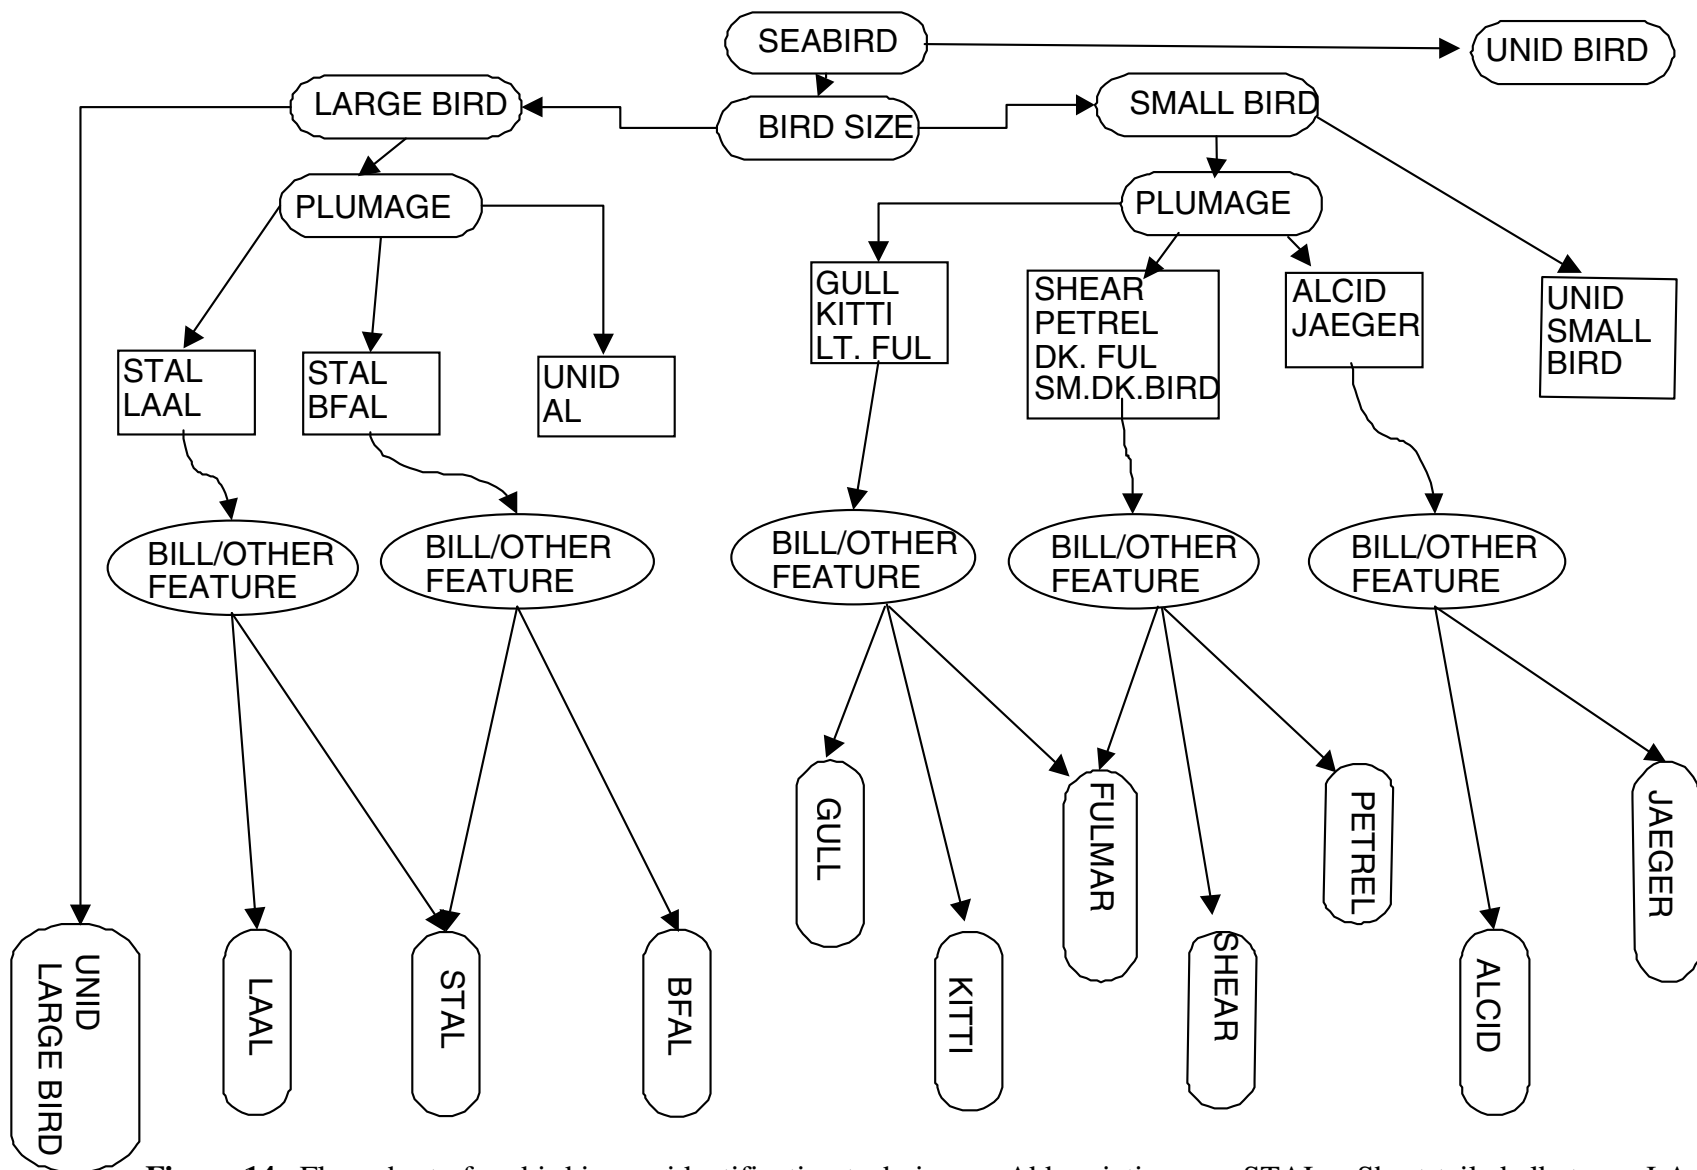 SEABIRD
UNID BIRD
LARGE BIRD
BIRD SIZE
SMALL BIRD
PLUMAGE
PLUMAGE
STAL
LAAL
STAL
BFAL
UNID
AL
GULL
KITTI
LT. FUL
SHEAR
PETREL
DK. FUL
SM.DK.BIRD
ALCID
JAEGER
UNID
SMALL
BIRD
BILL/OTHER
FEATURE
BILL/OTHER
FEATURE
BILL/OTHER
FEATURE
BILL/OTHER
FEATURE
BILL/OTHER
FEATURE
UNID
LARGE BIRD
LAAL
STAL
BFAL
GULL
KITTI
FULMAR
SHEAR
PETREL
ALCID
JAEGER